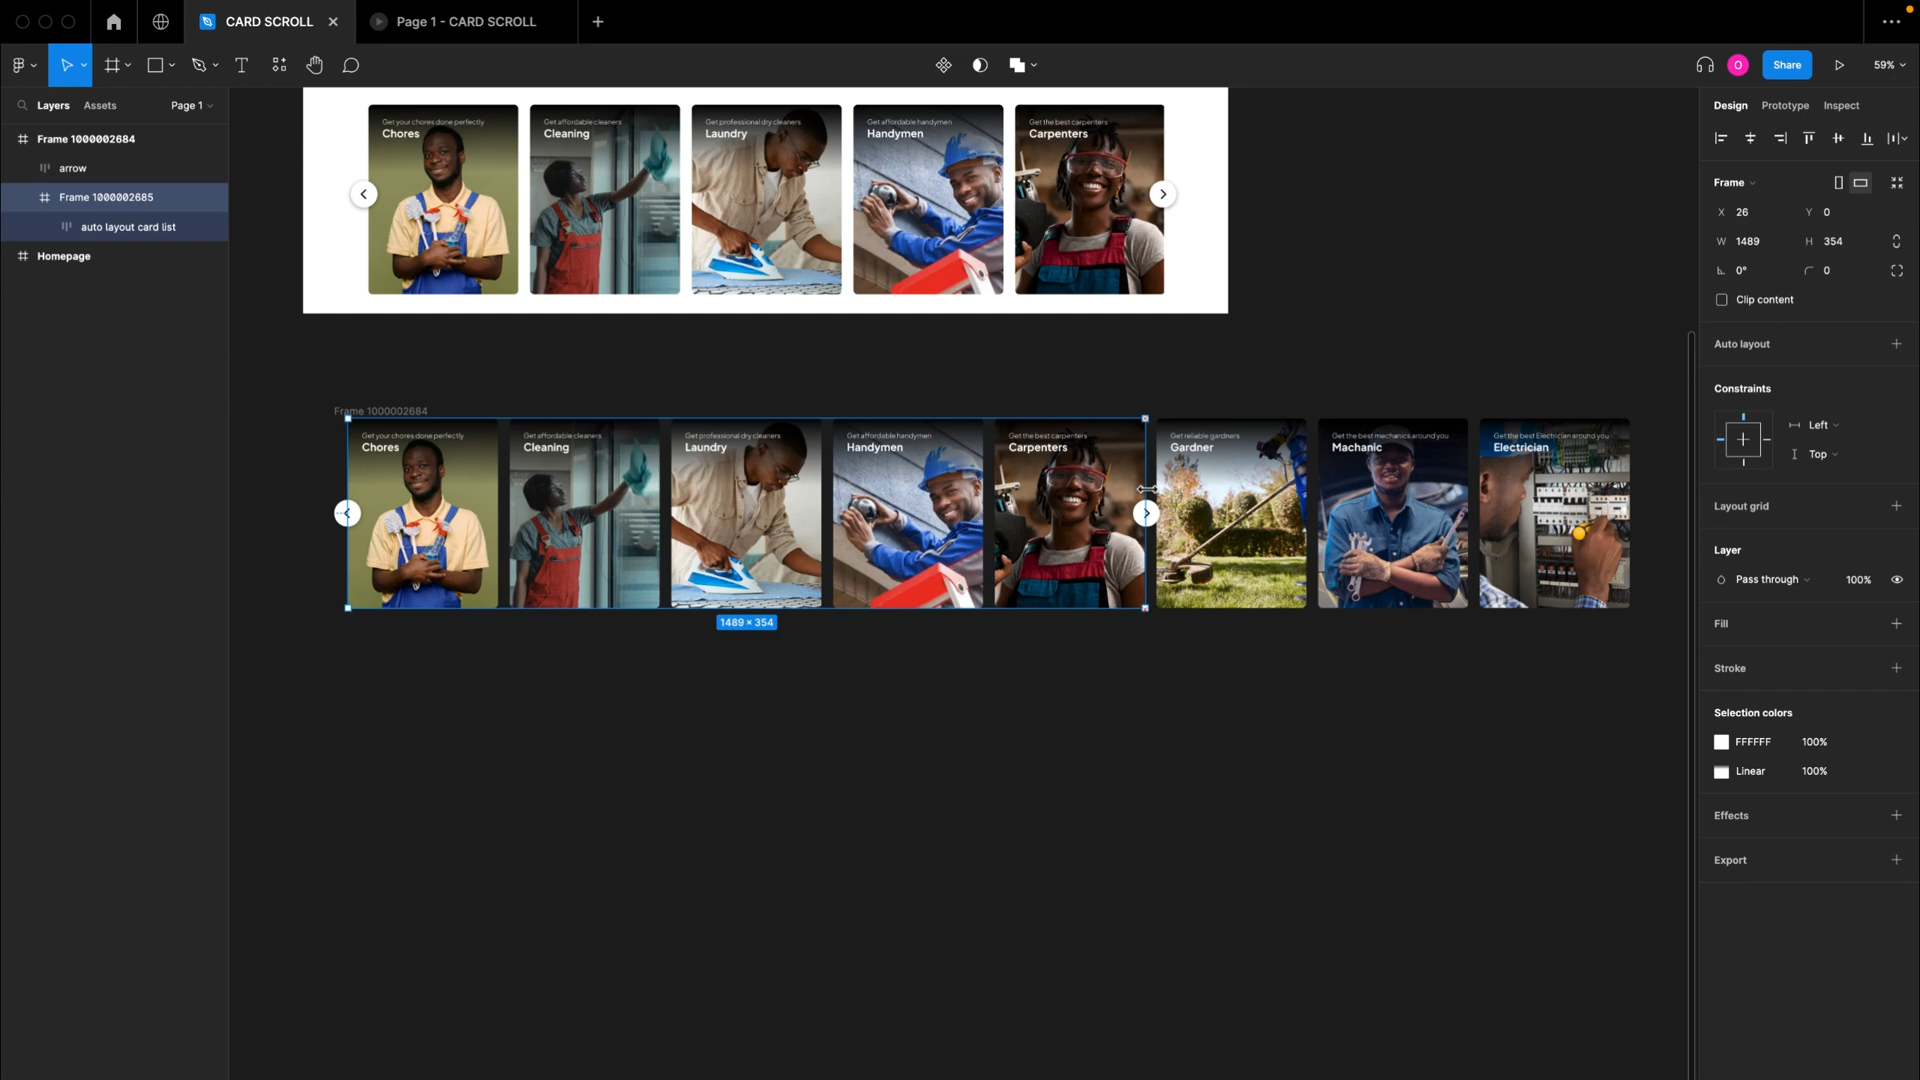 CARD SCROLL
Page 1 - CARD SCROLL
O
Share
59%
Layers
Assets
Page 1
Frame 1000002684
arrow
Frame 1000002685
auto layout card list
Homepage
Get your chores done perfectly
Chores
Get affordable cleaners
Cleaning
Get professional dry cleaners
Laundry
Get affordable handymen
Handymen
Get the best carpenters
Carpenters
Frame 1000002684
Get your chores done perfectly
Chores
Get affordable cleaners
Cleaning
Get professional dry cleaners
Laundry
Get affordable handymen
Handymen
Get the best carpenters
Carpenters
Get reliable gardners
Gardner
Get the best mechanics around you
Machanic
Get the best Electrician around you
Electrician
1489 × 354
Design
Prototype
Inspect
Frame
X 26
Y 0
W 1489
H 354
0°
0
Clip content
Auto layout
Constraints
Left
Top
Layout grid
Layer
Pass through
100%
Fill
Stroke
Selection colors
FFFFFF 100%
Linear 100%
Effects
Export